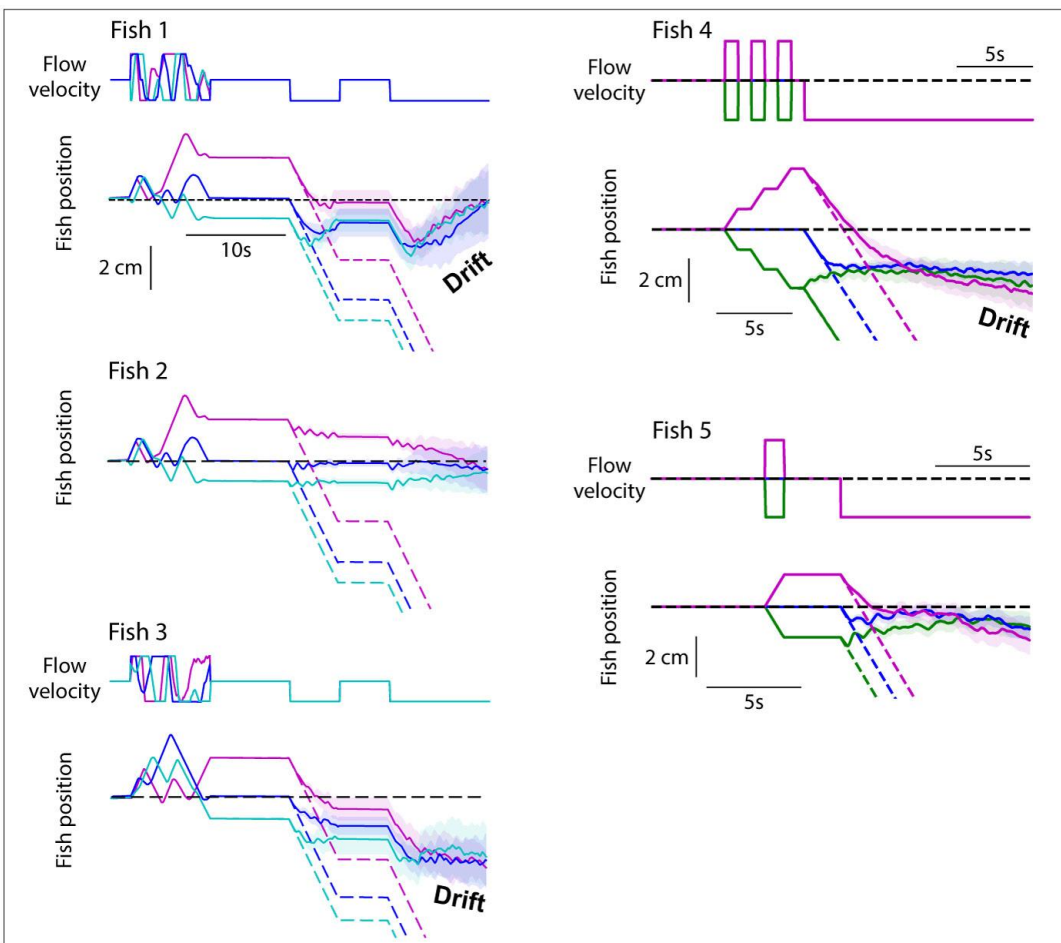 Fish 1
Flow
velocity
Fish position
2 cm
10s
Drift
Fish 2
Fish position
Fish 3
Flow
velocity
Fish position
Drift
Fish 4
5s
Flow
velocity
Fish position
2 cm
5s
Drift
Fish 5
5s
Flow
velocity
Fish position
2 cm
5s